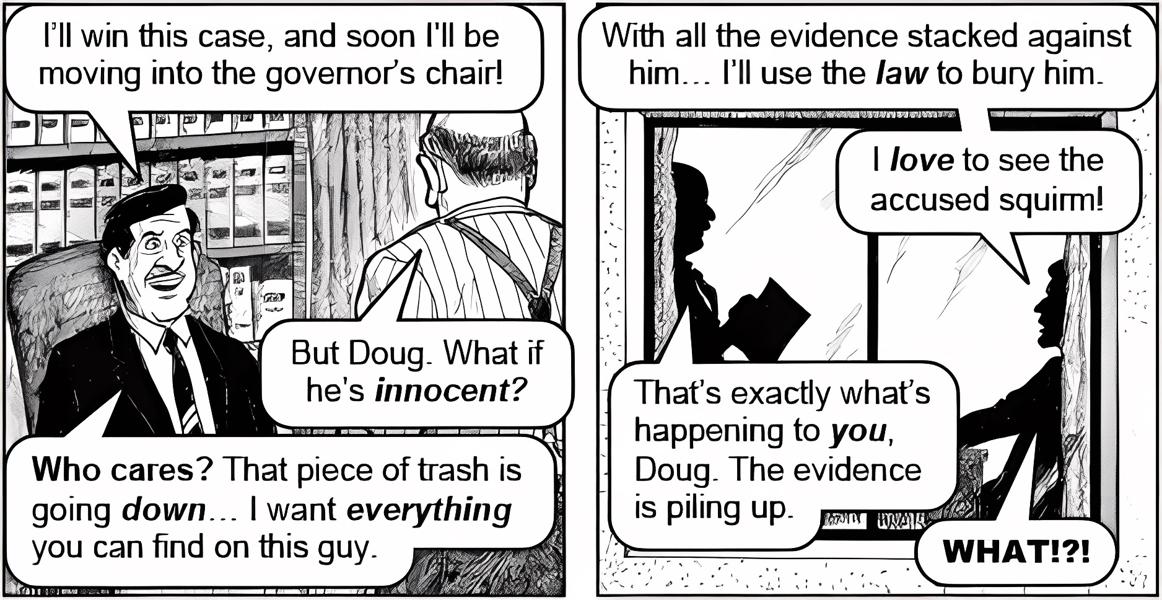 I'll win this case, and soon I'll be
moving into the governor's chair!
But Doug. What if
he's innocent?
Who cares? That piece of trash is
going down... I want everything
you can find on this guy.
With all the evidence stacked against
him... I'll use the law to bury him.
I love to see the
accused squirm!
That's exactly what's
happening to you,
Doug. The evidence
is piling up.
WHAT!?!